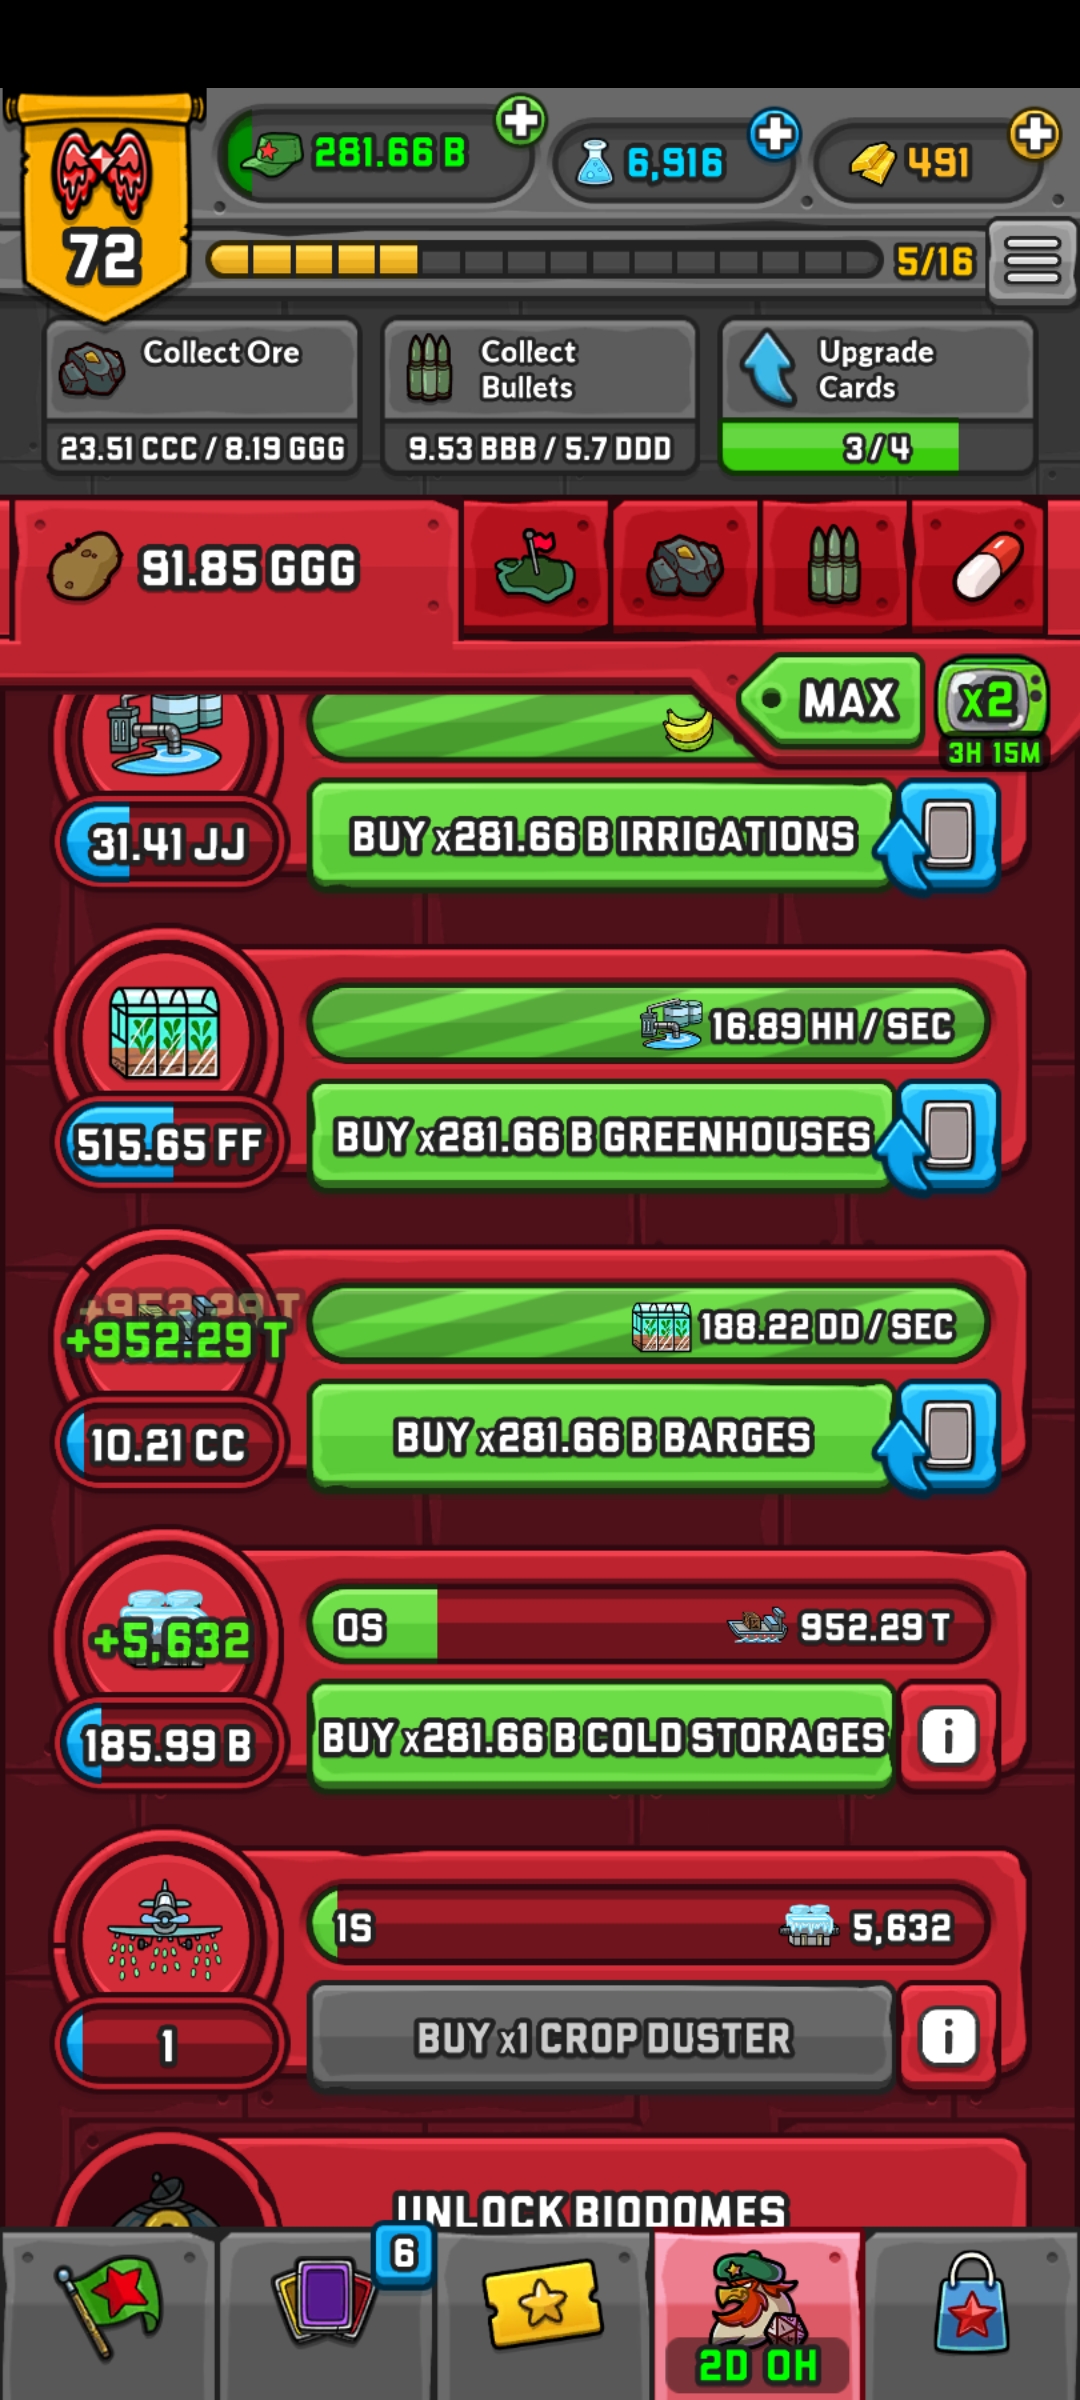 281.66 B
6,916
491
72
5/16
Collect Ore
23.51 CCC / 8.19 GGG
Collect
Bullets
9.53 BBB / 5.7 DDD
Upgrade
Cards
3/4
91.85 GGG
MAX
x2
3H 15M
31.41 JJ
BUY x281.66 B IRRIGATIONS
16.89 HH / SEC
515.65 FF
BUY x281.66 B GREENHOUSES
+952.29 T
+952.29 T
188.22 DD / SEC
10.21 CC
BUY x281.66 B BARGES
+5,632
0S
952.29 T
185.99 B
BUY x281.66 B COLD STORAGES
i
1S
5,632
1
BUY x1 CROP DUSTER
i
UNLOCK BIODOMES
6
2D 0H